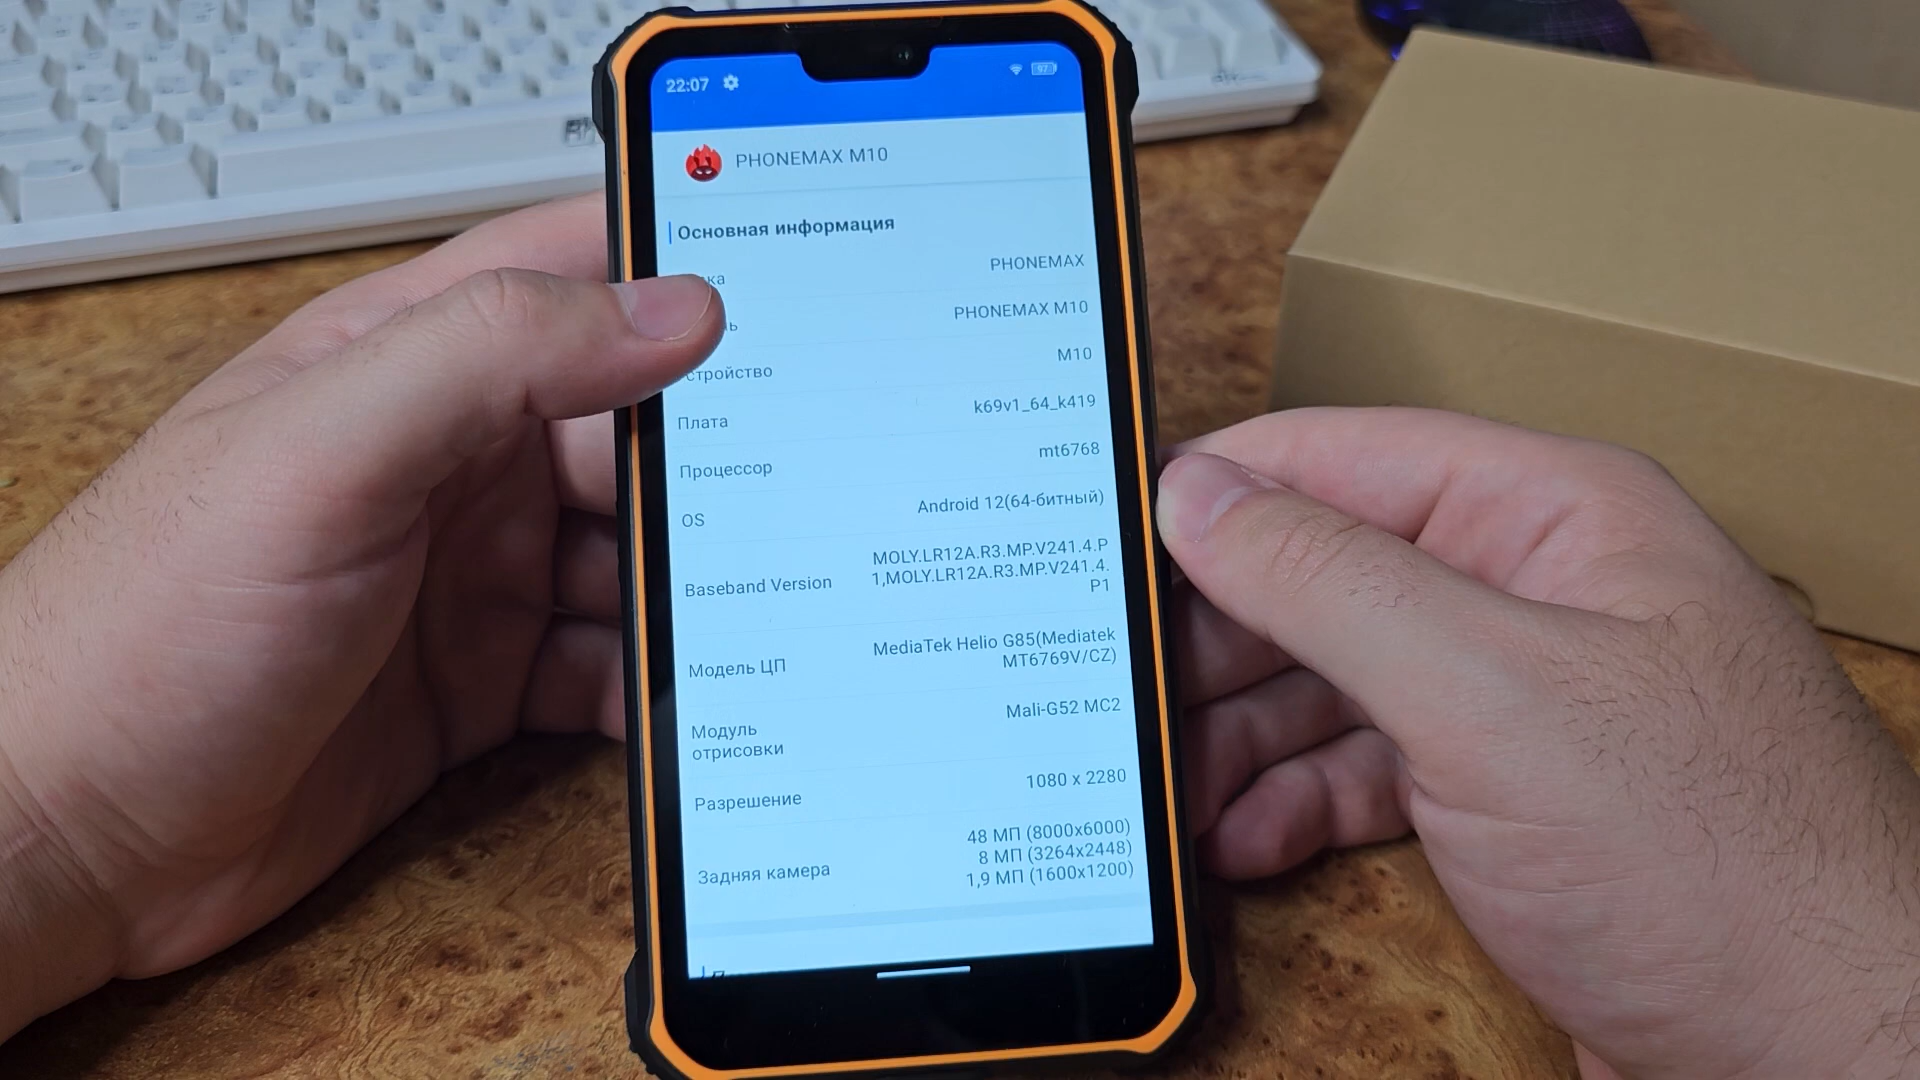 22:07
97
PHONEMAX M10
Основная информация
PHONEMAX
PHONEMAX M10
стройство M10
Плата k69v1_64_k419
Процессор mt6768
OS Android 12(64-битный)
Baseband Version MOLY.LR12A.R3.MP.V241.4.P
1,MOLY.LR12A.R3.MP.V241.4.
P1
Модель ЦП MediaTek Helio G85(Mediatek
MT6769V/CZ)
Модуль
отрисовки Mali-G52 MC2
Разрешение 1080 x 2280
Задняя камера 48 МП (8000x6000)
8 МП (3264x2448)
1,9 МП (1600x1200)